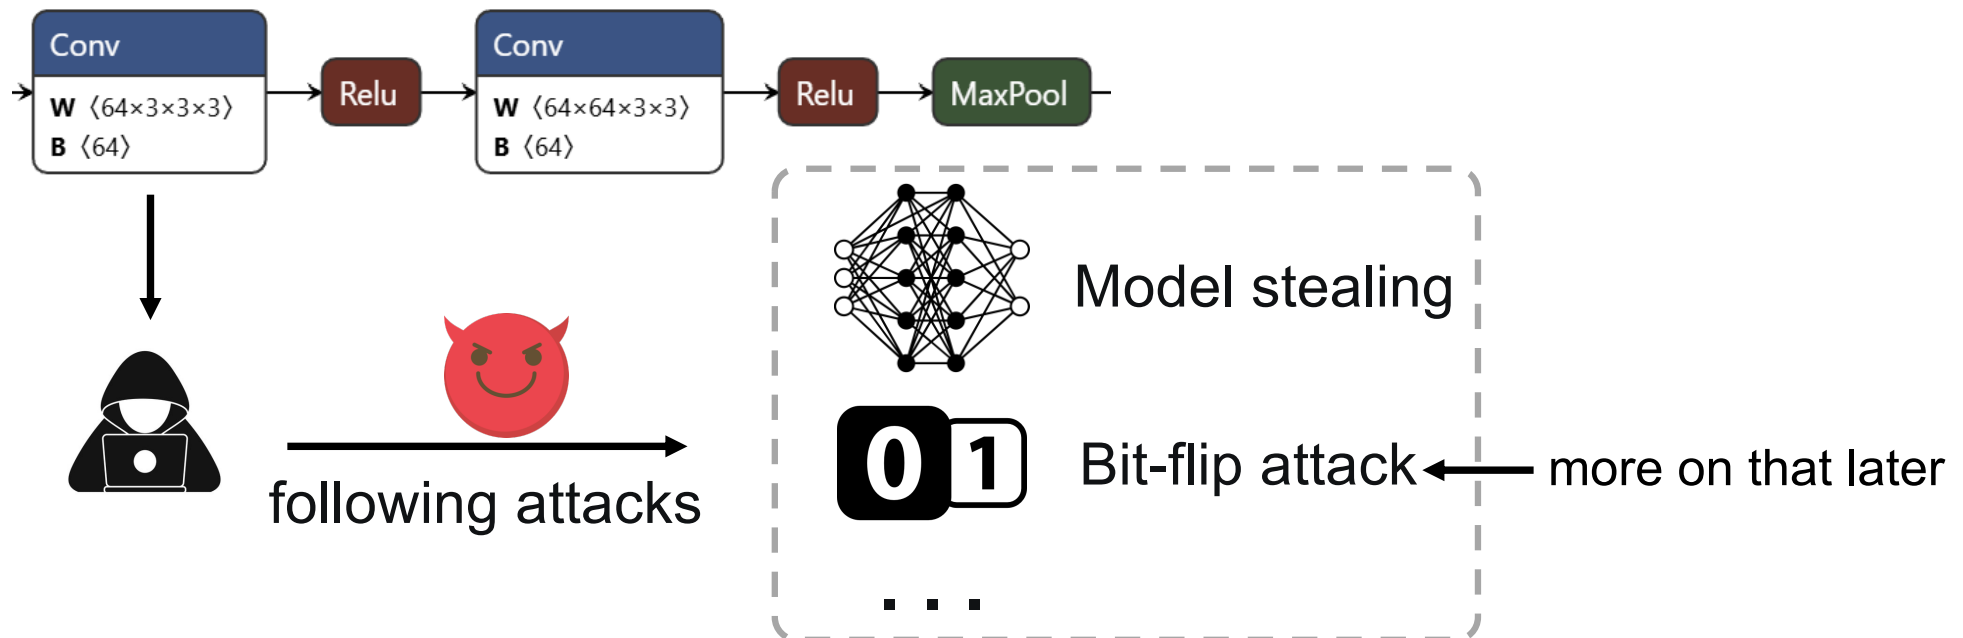 Conv
W ⟨64×3×3×3⟩
B ⟨64⟩
Relu
Conv
W ⟨64×64×3×3⟩
B ⟨64⟩
Relu
MaxPool
Model stealing
following attacks
0 1
Bit-flip attack
more on that later
. . .